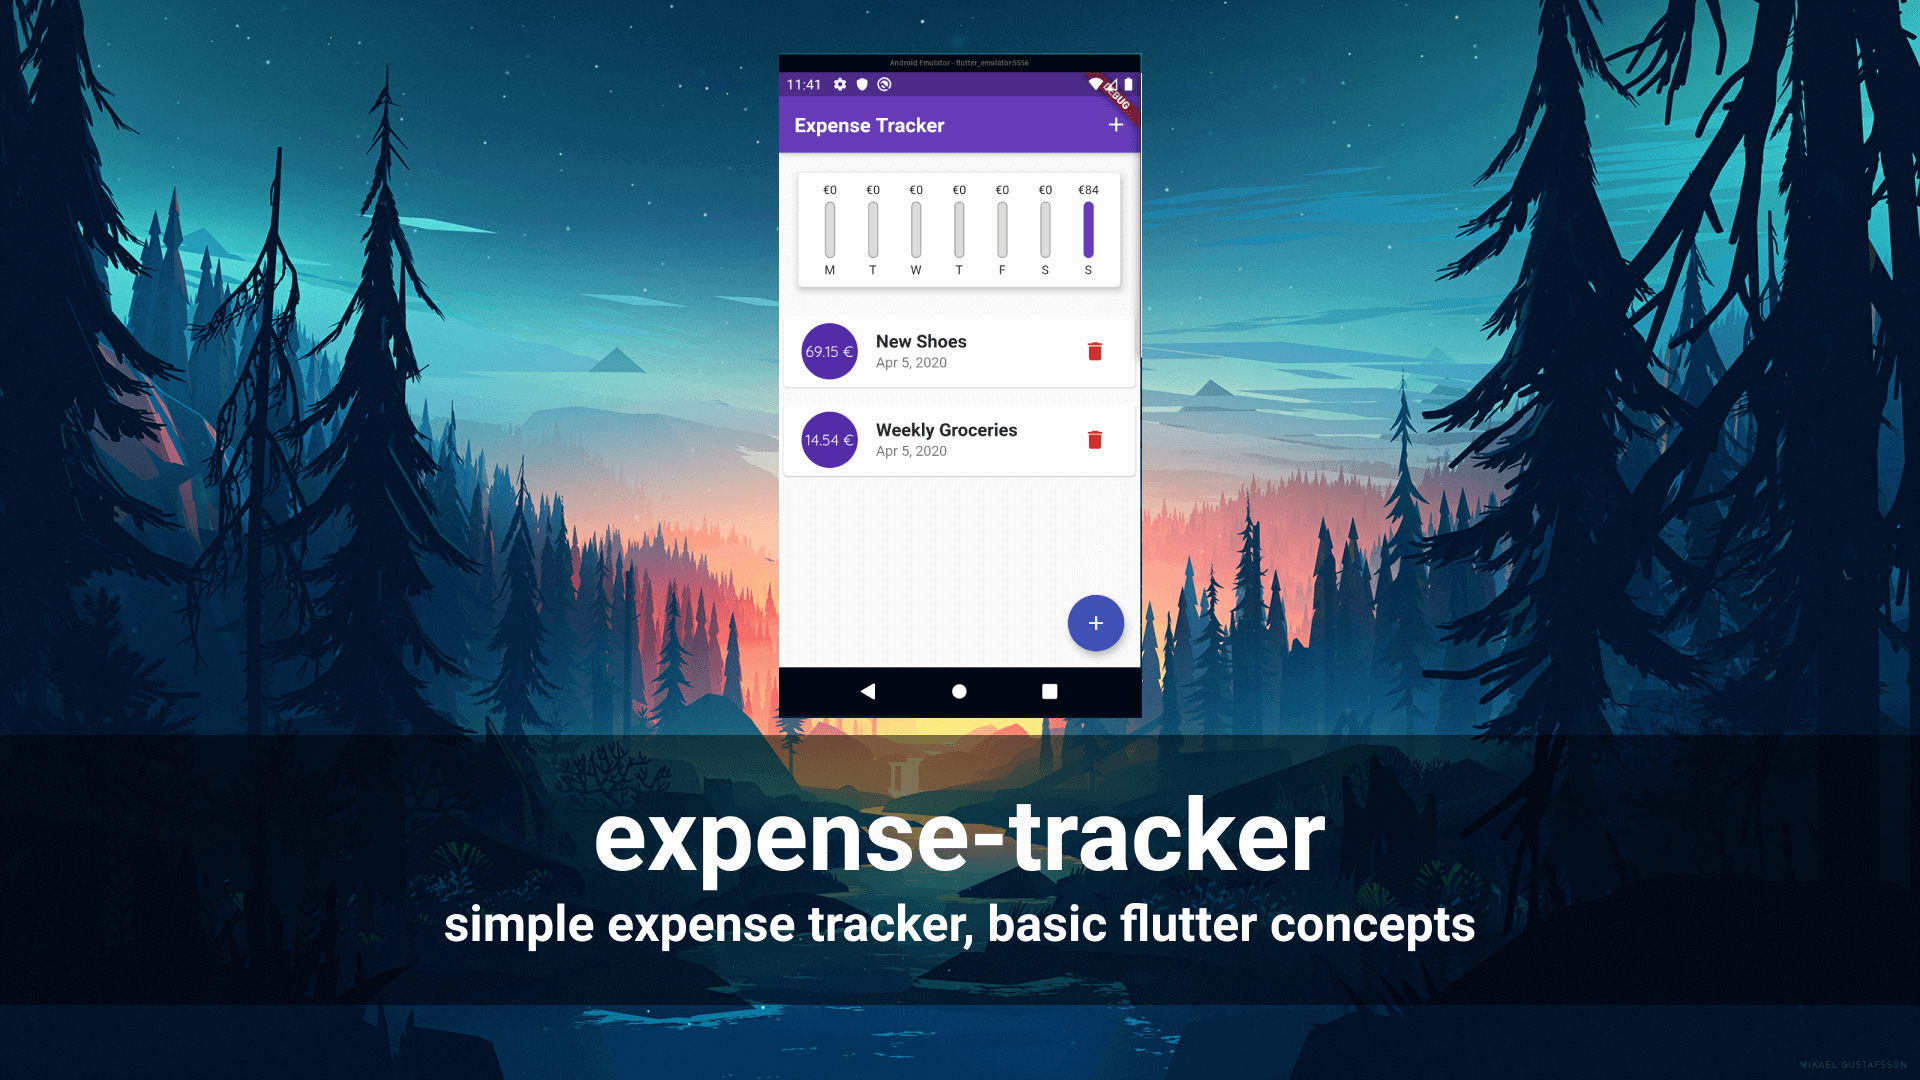 Android Emulator - flutter_emulator:5556
11:41
DEBUG
Expense Tracker +
€0 €0 €0 €0 €0 €0 €84
M T W T F S S
69.15 € New Shoes
Apr 5, 2020
14.54 € Weekly Groceries
Apr 5, 2020
+
expense-tracker
simple expense tracker, basic flutter concepts
MIKAEL GUSTAFSSON